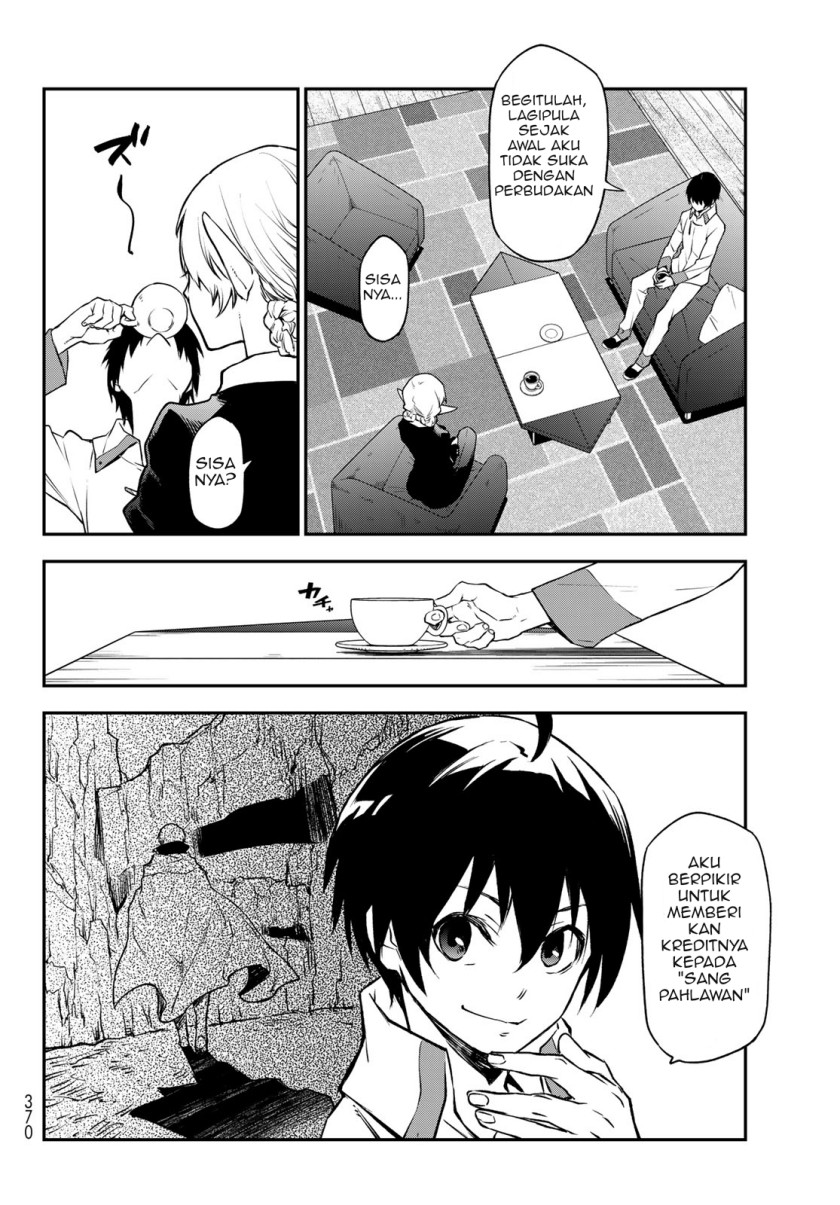 BEGITULAH,
LAGIPULA
SEJAK
AWAL AKU
TIDAK SUKA
DENGAN
PERBUDAKAN
SISA
NYA...
ズ〜
SISA
NYA?
カチャ
AKU
BERPIKIR
UNTUK
MEMBERI
KAN
KREDITNYA
KEPADA
"SANG
PAHLAWAN"
370